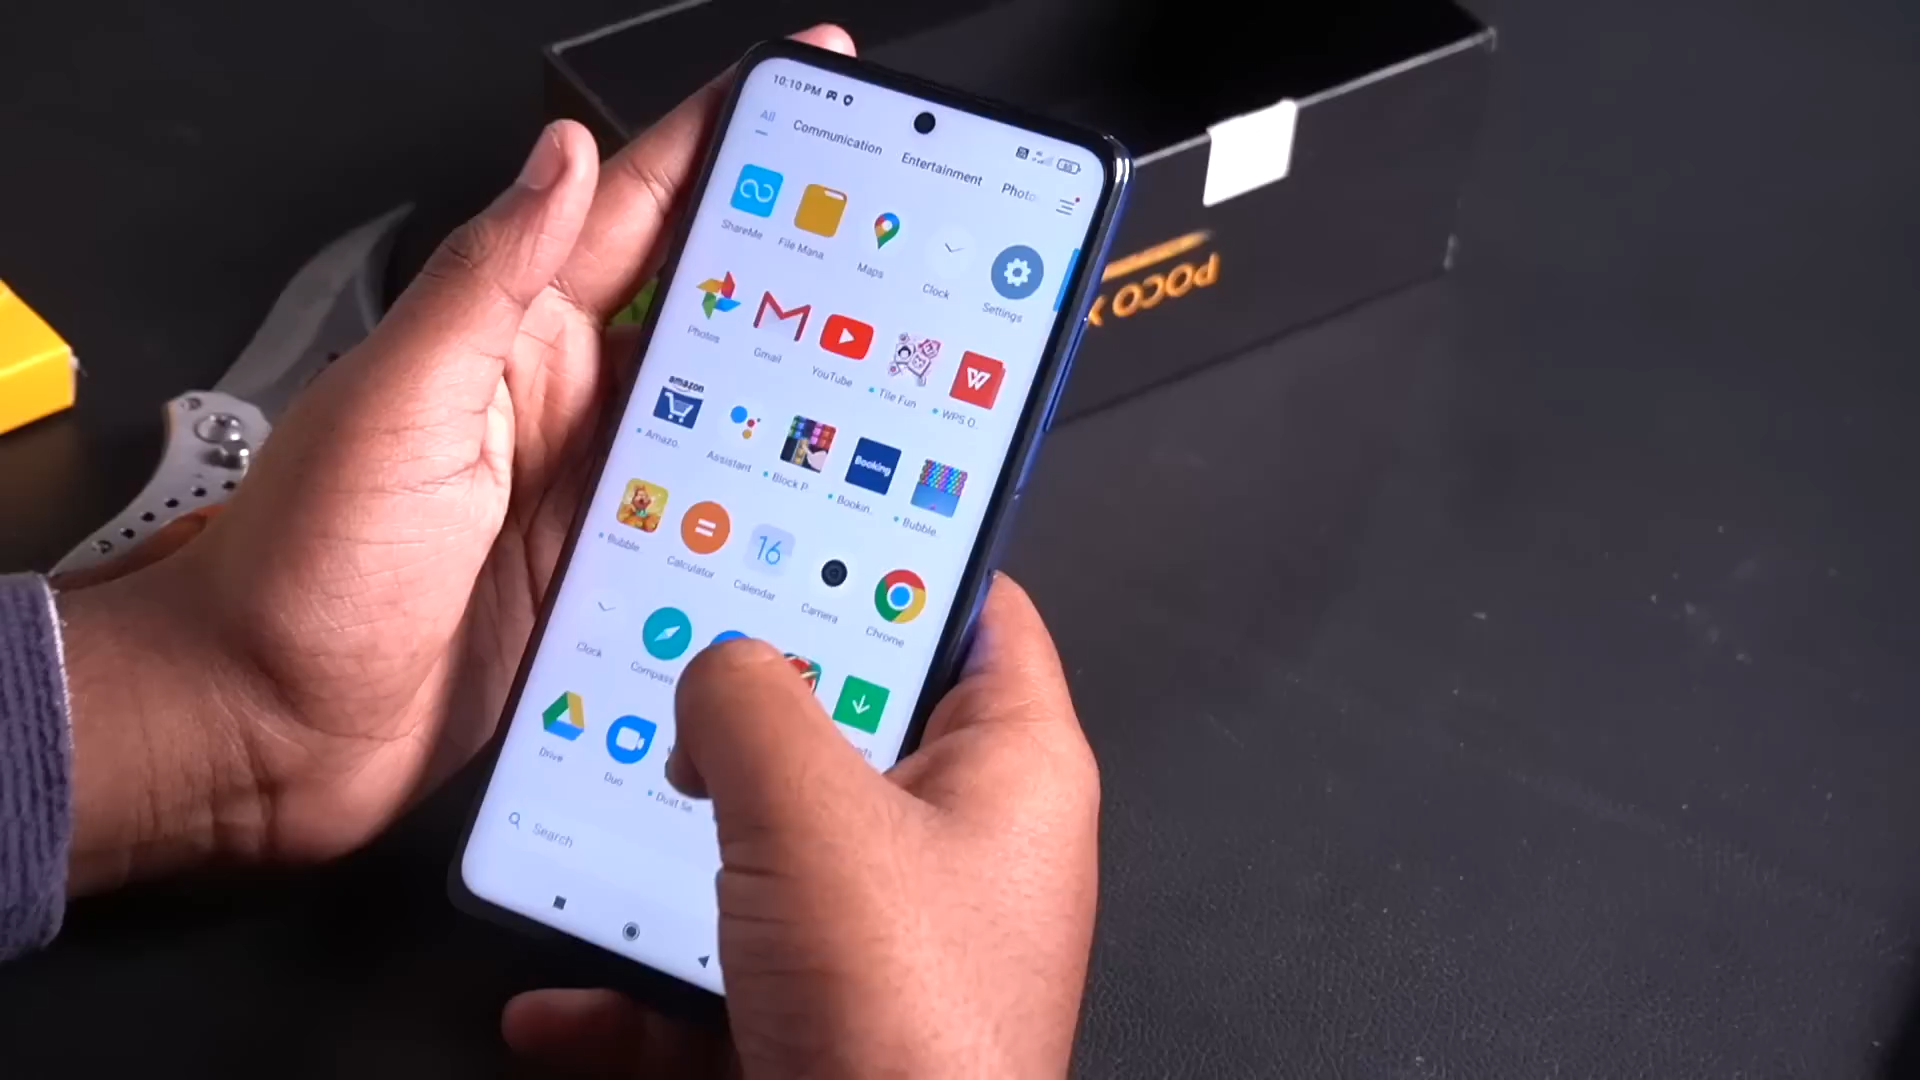 10:10 PM
All Communication Entertainment Photo
ShareMe File Mana Maps Clock Settings
Photos Gmail YouTube Tile Fun WPS O..
amazon
Booking
Amazo.. Assistant Block P.. Bookin.. Bubble..
16
Bubble.. Calculator Calendar Camera Chrome
Clock Compass
Drive Duo Dust Se..
Search
POCO X